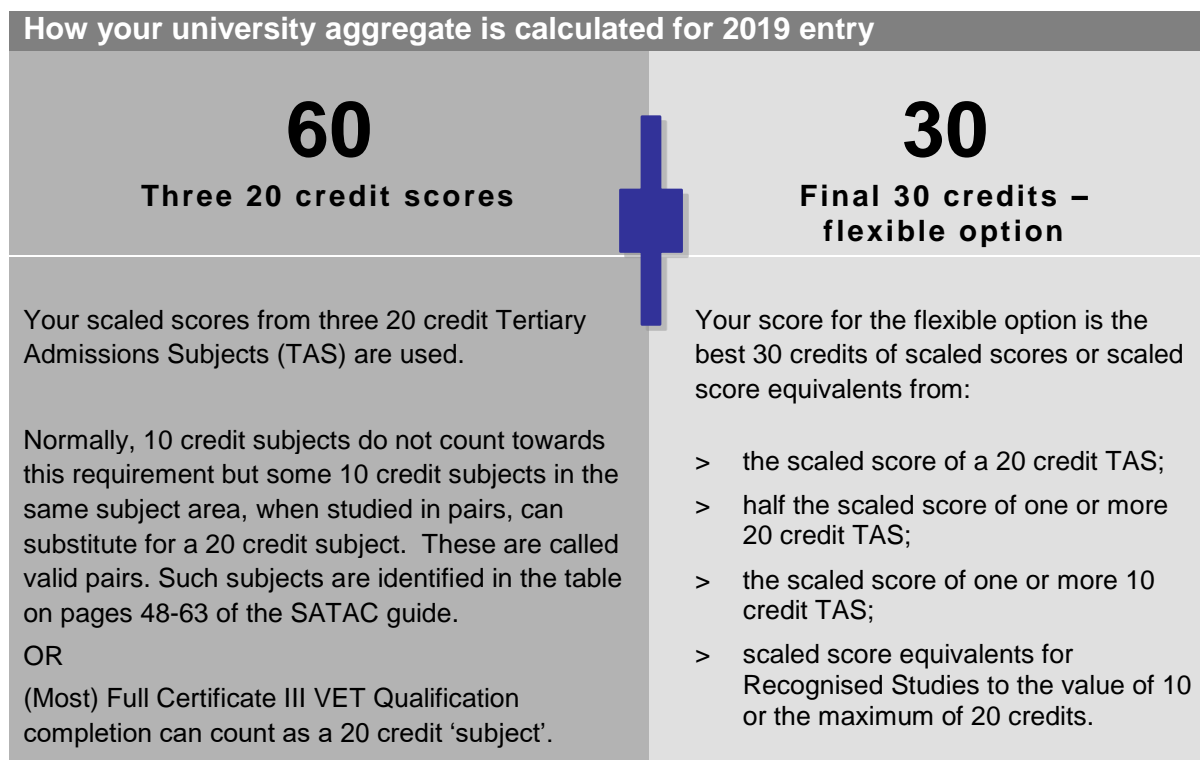 How your university aggregate is calculated for 2019 entry
60
Three 20 credit scores
Your scaled scores from three 20 credit Tertiary
Admissions Subjects (TAS) are used.
Normally, 10 credit subjects do not count towards
this requirement but some 10 credit subjects in the
same subject area, when studied in pairs, can
substitute for a 20 credit subject.  These are called
valid pairs. Such subjects are identified in the table
on pages 48-63 of the SATAC guide.
OR
(Most) Full Certificate III VET Qualification
completion can count as a 20 credit ‘subject’.
30
Final 30 credits –
flexible option
Your score for the flexible option is the
best 30 credits of scaled scores or scaled
score equivalents from:
> the scaled score of a 20 credit TAS;
> half the scaled score of one or more
20 credit TAS;
> the scaled score of one or more 10
credit TAS;
> scaled score equivalents for
Recognised Studies to the value of 10
or the maximum of 20 credits.